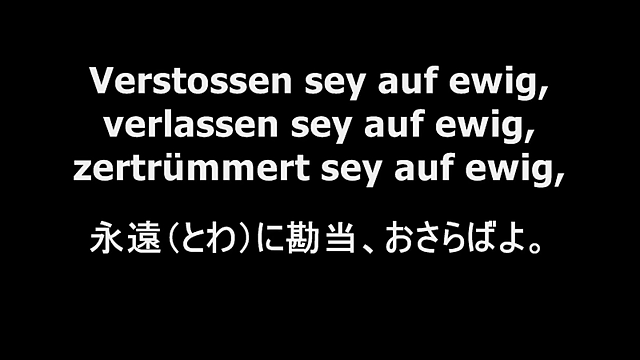 Verstossen sey auf ewig,
verlassen sey auf ewig,
zertrümmert sey auf ewig,
永遠(とわ)に勘当、おさらばよ。